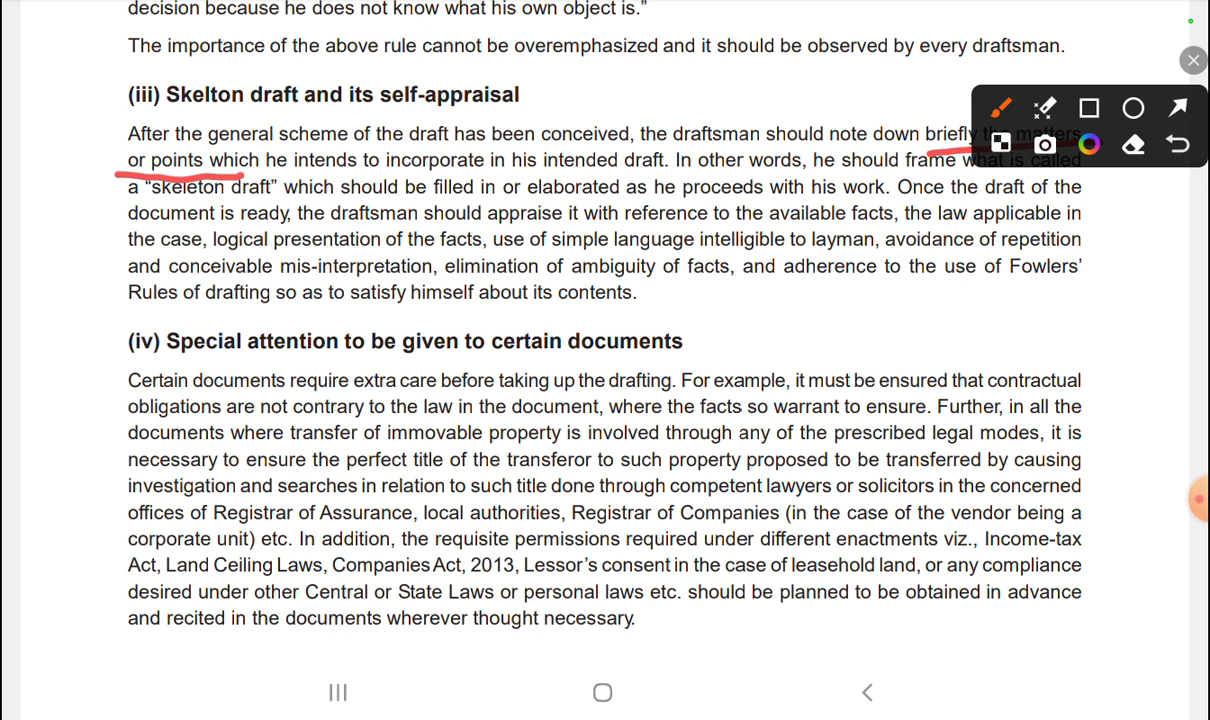 decision because he does not know what his own object is.”
The importance of the above rule cannot be overemphasized and it should be observed by every draftsman.
(iii) Skelton draft and its self-appraisal
After the general scheme of the draft has been conceived, the draftsman should note down briefly the matters
or points which he intends to incorporate in his intended draft. In other words, he should frame what is called
a “skeleton draft” which should be filled in or elaborated as he proceeds with his work. Once the draft of the
document is ready, the draftsman should appraise it with reference to the available facts, the law applicable in
the case, logical presentation of the facts, use of simple language intelligible to layman, avoidance of repetition
and conceivable mis-interpretation, elimination of ambiguity of facts, and adherence to the use of Fowlers’
Rules of drafting so as to satisfy himself about its contents.
(iv) Special attention to be given to certain documents
Certain documents require extra care before taking up the drafting. For example, it must be ensured that contractual
obligations are not contrary to the law in the document, where the facts so warrant to ensure. Further, in all the
documents where transfer of immovable property is involved through any of the prescribed legal modes, it is
necessary to ensure the perfect title of the transferor to such property proposed to be transferred by causing
investigation and searches in relation to such title done through competent lawyers or solicitors in the concerned
offices of Registrar of Assurance, local authorities, Registrar of Companies (in the case of the vendor being a
corporate unit) etc. In addition, the requisite permissions required under different enactments viz., Income-tax
Act, Land Ceiling Laws, Companies Act, 2013, Lessor’s consent in the case of leasehold land, or any compliance
desired under other Central or State Laws or personal laws etc. should be planned to be obtained in advance
and recited in the documents wherever thought necessary.